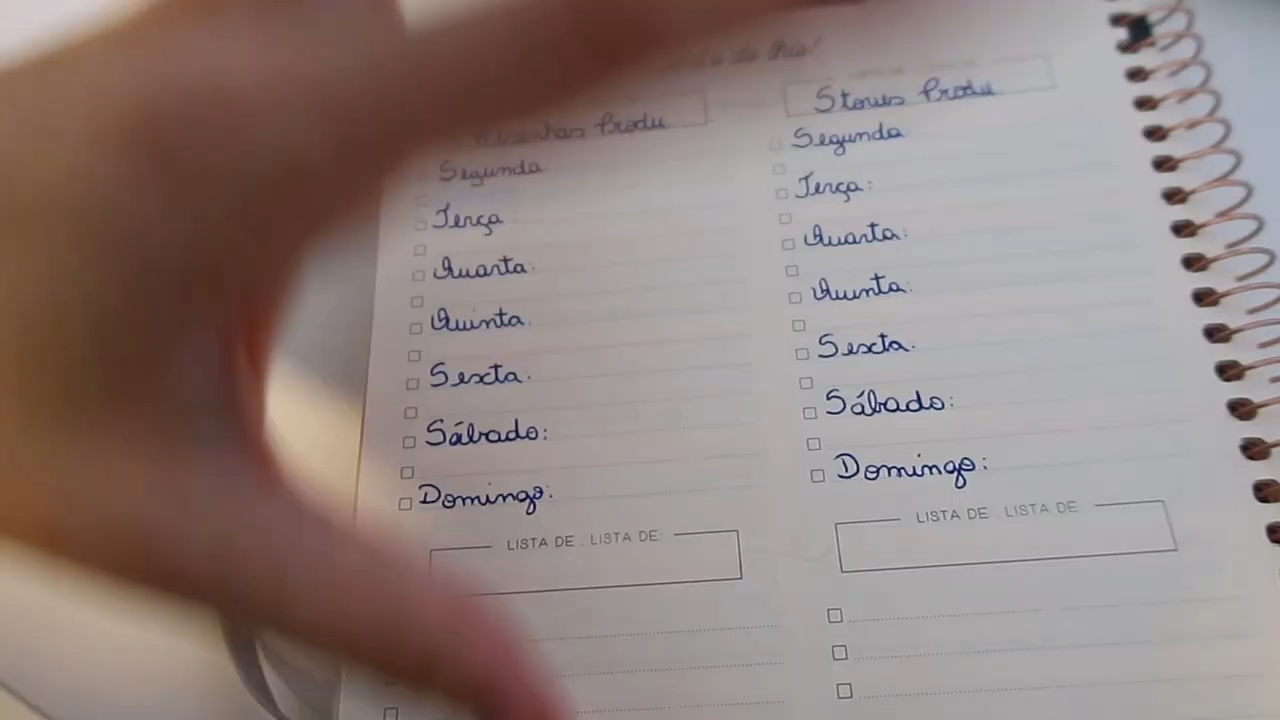 Produ
Segunda
Terça
Quarta:
Quinta.
Sexta.
Sábado:
Domingo:
LISTA DE . LISTA DE:
Stories Produ
Segunda
Terça:
Quarta:
Quinta:
Sexta.
Sábado:
Domingo:
LISTA DE . LISTA DE